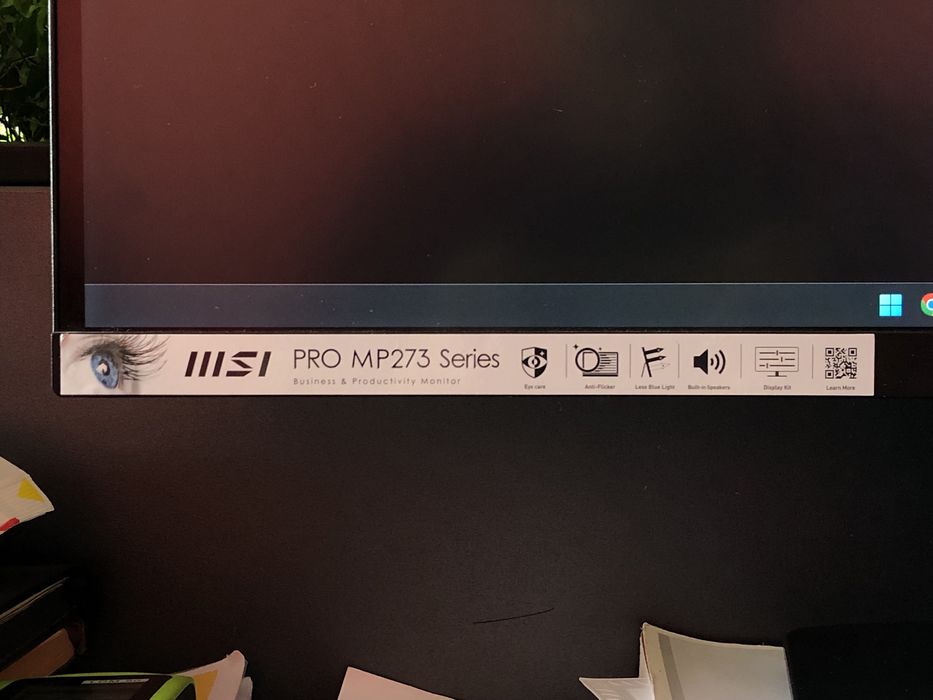 msi
PRO MP273 Series
Business & Productivity Monitor
Eye care
Anti-Flicker
Less Blue Light
Built-in Speakers
Display Kit
Learn More